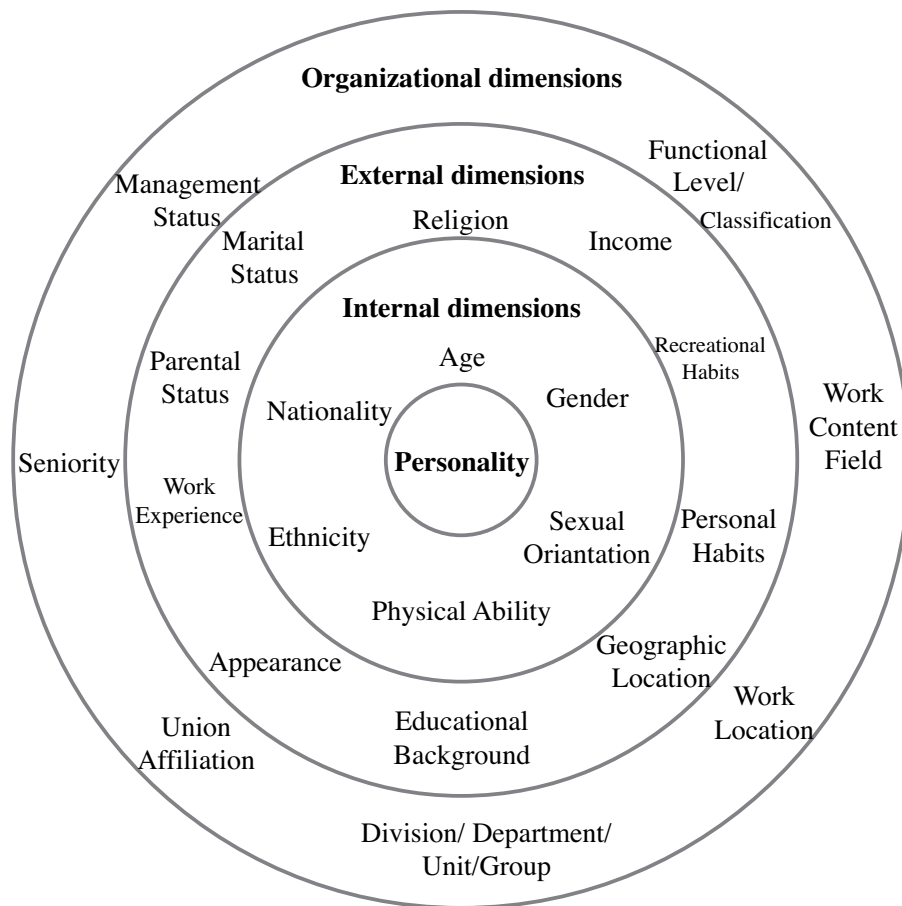 Organizational dimensions
Functional
Level/
Classification
Management
Status
External dimensions
Religion
Marital
Status
Income
Internal dimensions
Age
Recreational
Habits
Parental
Status
Nationality
Gender
Work
Content
Field
Seniority
Personality
Work
Experience
Ethnicity
Sexual
Oriantation
Personal
Habits
Physical Ability
Appearance
Geographic
Location
Work
Location
Union
Affiliation
Educational
Background
Division/ Department/
Unit/Group